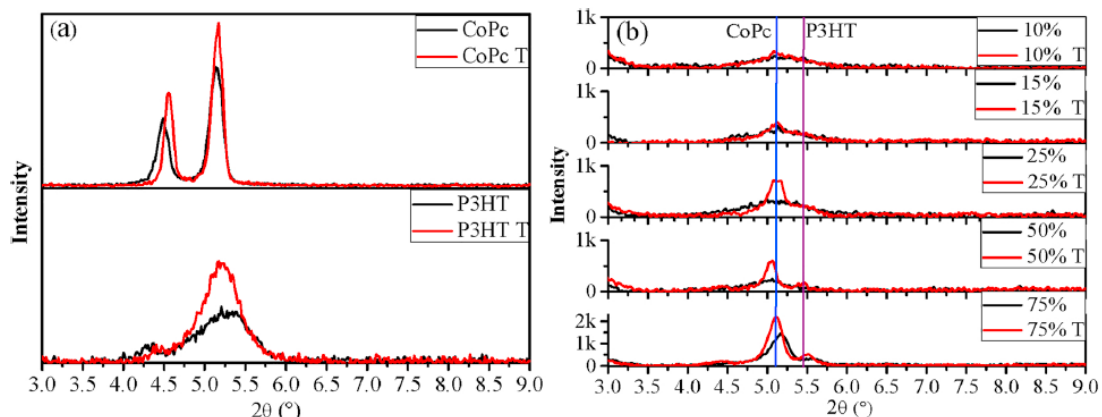 (a)
CoPc
CoPc T
P3HT
P3HT T
Intensity
3.0 3.5 4.0 4.5 5.0 5.5 6.0 6.5 7.0 7.5 8.0 8.5 9.0
2θ (°)
(b)
CoPc
P3HT
1k
0
10%
10% T
1k
0
15%
15% T
1k
0
25%
25% T
1k
0
50%
50% T
2k
1k
0
75%
75% T
Intensity
3.0 3.5 4.0 4.5 5.0 5.5 6.0 6.5 7.0 7.5 8.0 8.5 9.0
2θ (°)